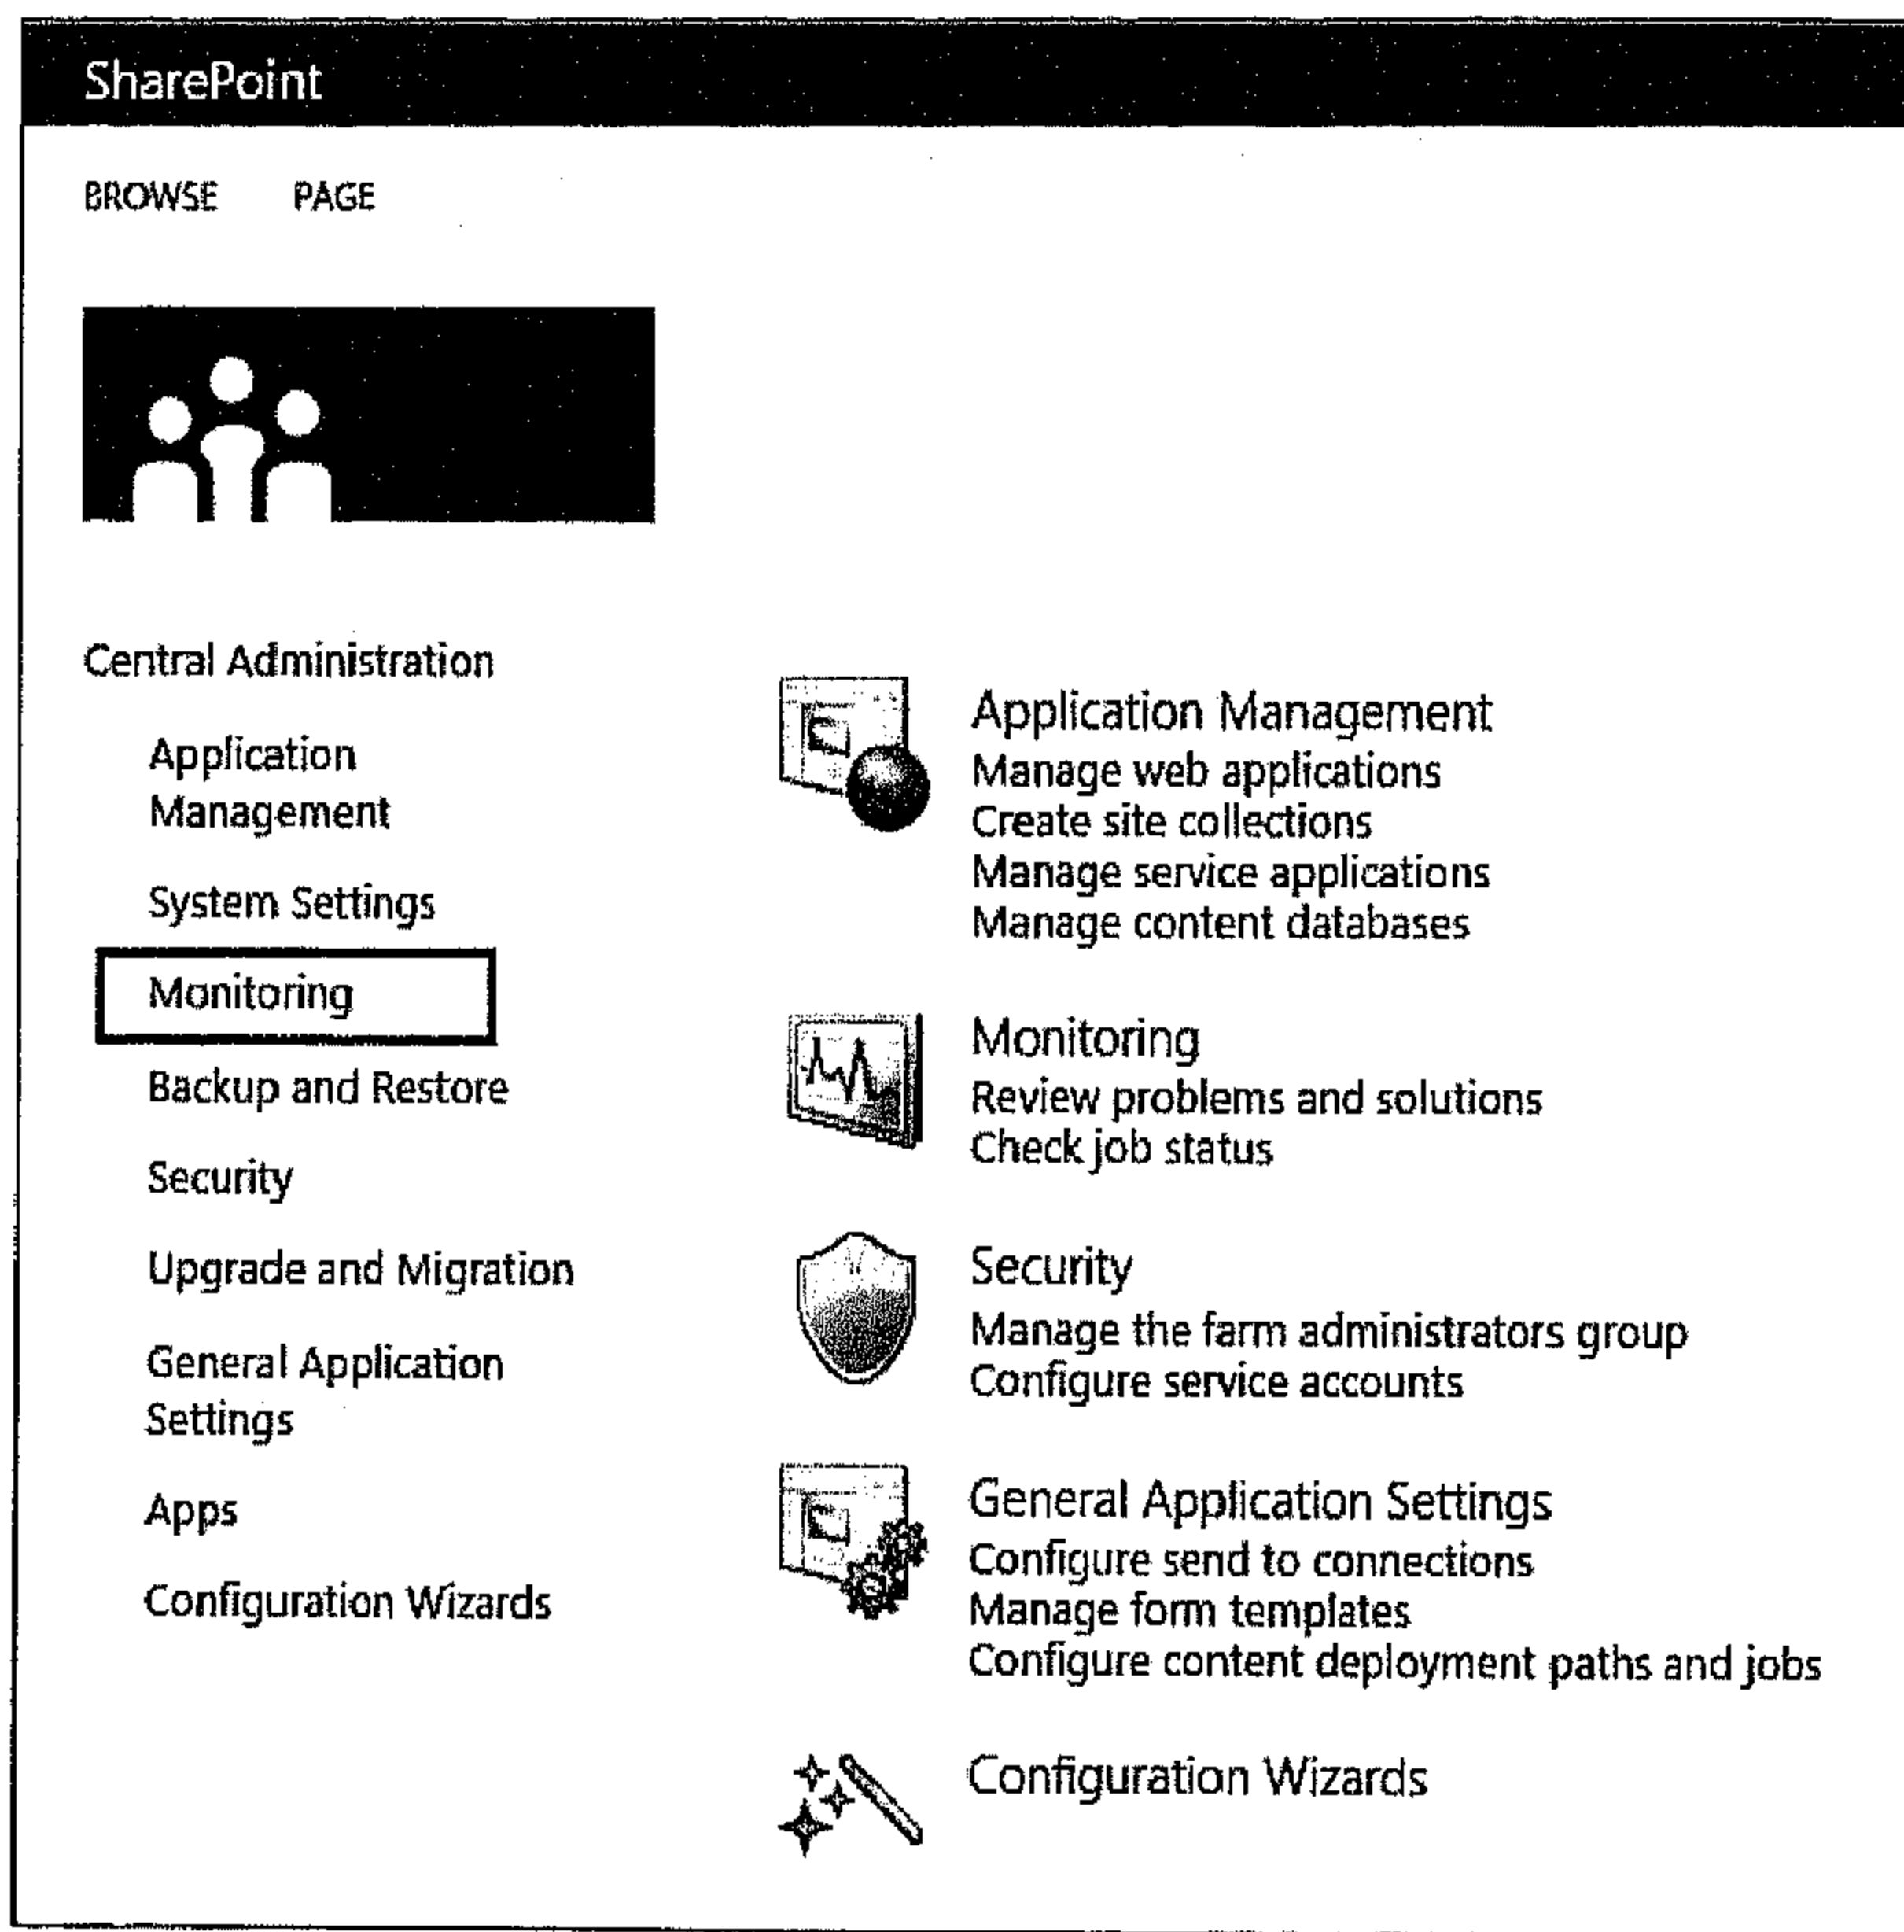 SharePoint
BROWSE PAGE
Central Administration
Application
Management
System Settings
Monitoring
Backup and Restore
Security
Upgrade and Migration
General Application
Settings
Apps
Configuration Wizards
Application Management
Manage web applications
Create site collections
Manage service applications
Manage content databases
Monitoring
Review problems and solutions
Check job status
Security
Manage the farm administrators group
Configure service accounts
General Application Settings
Configure send to connections
Manage form templates
Configure content deployment paths and jobs
Configuration Wizards